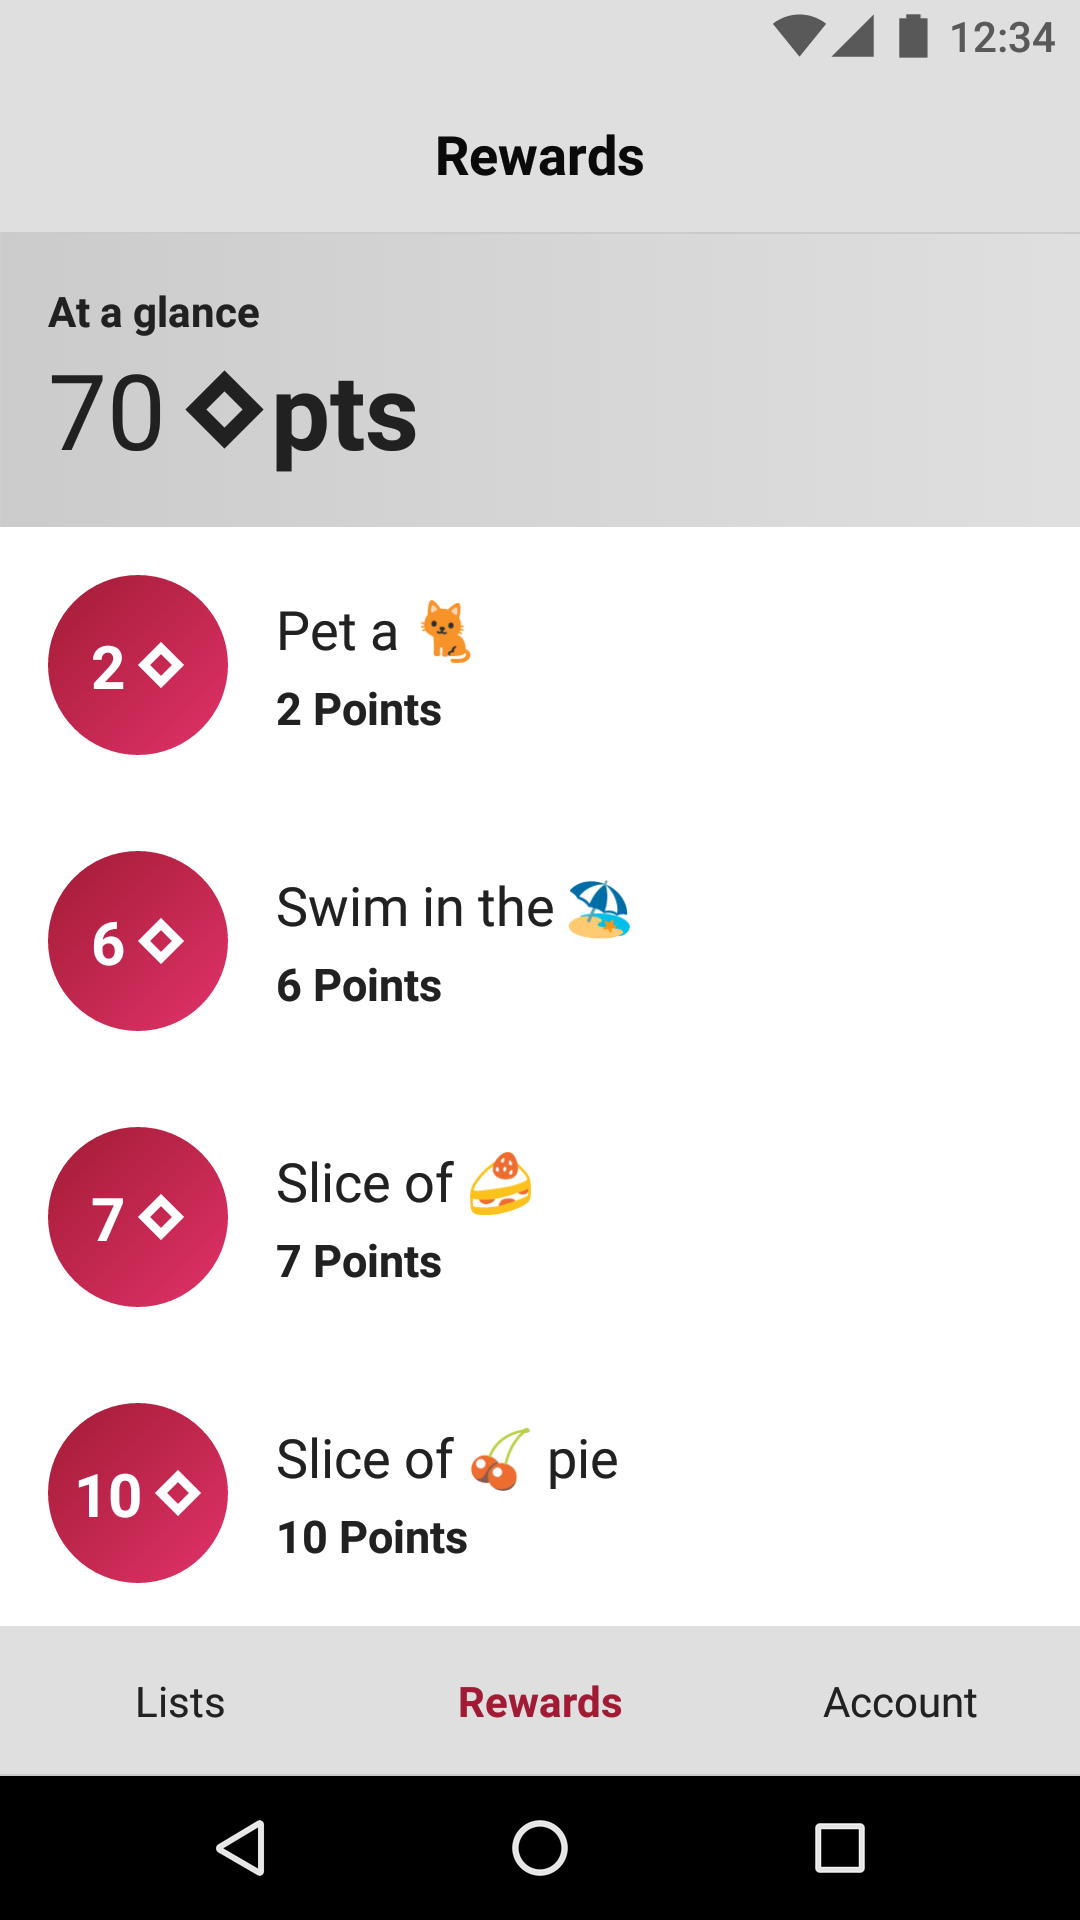 12:34
Rewards
At a glance
70 pts
2
Pet a 🐈
2 Points
6
Swim in the 🏖️
6 Points
7
Slice of 🍰
7 Points
10
Slice of 🍒 pie
10 Points
Lists Rewards Account